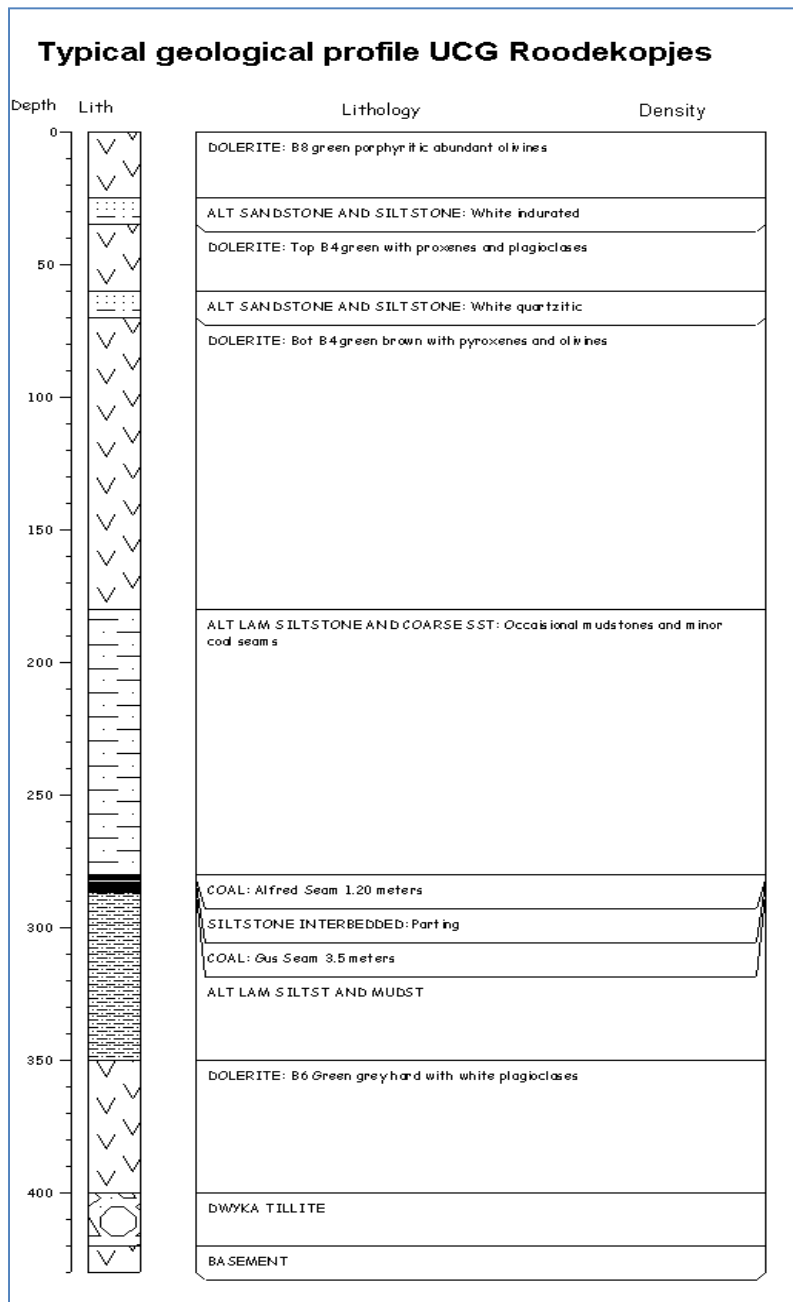 Typical geological profile UCG Roodekopjes
Depth Lith Lithology Density
0
DOLERITE: B8 green porphyritic abundant olivines
ALT SANDSTONE AND SILTSTONE: White indurated
DOLERITE: Top B4 green with proxenes and plagioclases
50
ALT SANDSTONE AND SILTSTONE: White quartzitic
DOLERITE: Bot B4 green brown with pyroxenes and olivines
100
150
ALT LAM SILTSTONE AND COARSE SST: Occaisional mudstones and minor
coal seams
200
250
COAL: Alfred Seam 1.20 meters
SILTSTONE INTERBEDDED: Parting
300
COAL: Gus Seam 3.5 meters
ALT LAM SILTST AND MUDST
350
DOLERITE: B6 Green grey hard with white plagioclases
400
DWYKA TILLITE
BASEMENT